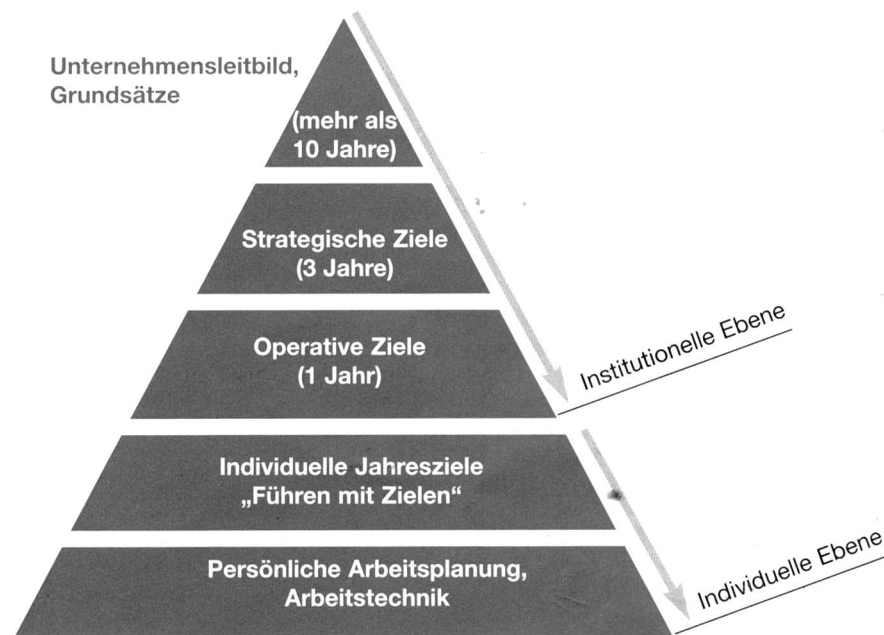 Unternehmensleitbild,
Grundsätze
(mehr als
10 Jahre)
Strategische Ziele
(3 Jahre)
Operative Ziele
(1 Jahr)
Institutionelle Ebene
Individuelle Jahresziele
„Führen mit Zielen“
Persönliche Arbeitsplanung,
Arbeitstechnik
Individuelle Ebene